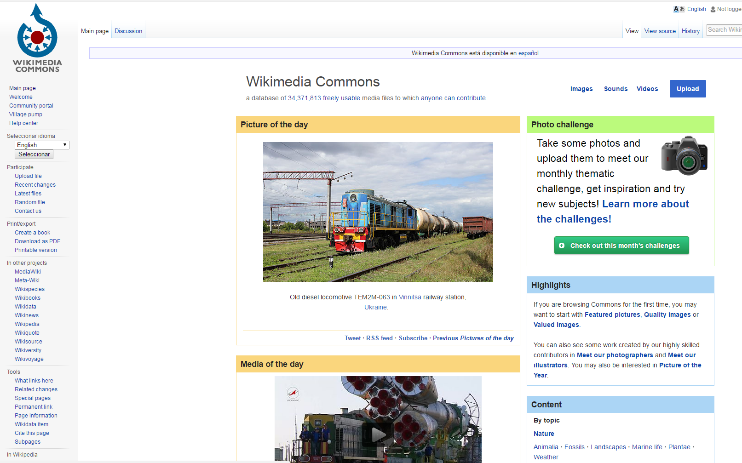 English Not logge
Main page Discussion View View source History Search Wikim
WIKIMEDIA
COMMONS
Wikimedia Commons está disponible en español
Main page
Welcome
Community portal
Village pump
Help center
Seleccionar idioma
English
Seleccionar
Participate
Upload file
Recent changes
Latest files
Random file
Contact us
Print/export
Create a book
Download as PDF
Printable version
In other projects
MediaWiki
Meta-Wiki
Wikispecies
Wikibooks
Wikidata
Wikinews
Wikipedia
Wikiquote
Wikisource
Wikiversity
Wikivoyage
Tools
What links here
Related changes
Special pages
Permanent link
Page information
Wikidata item
Cite this page
Subpages
In Wikipedia
Wikimedia Commons
a database of 34,371,813 freely usable media files to which anyone can contribute
Images Sounds Videos Upload
Picture of the day
Old diesel locomotive TEM2M-063 in Vinnitsa railway station,
Ukraine.
Tweet • RSS feed • Subscribe • Previous Pictures of the day
Media of the day
Photo challenge
Take some photos and
upload them to meet our
monthly thematic
challenge, get inspiration and try
new subjects! Learn more about
the challenges!
Check out this month's challenges
Highlights
If you are browsing Commons for the first time, you may
want to start with Featured pictures, Quality images or
Valued images.
You can also see some work created by our highly skilled
contributors in Meet our photographers and Meet our
illustrators. You may also be interested in Picture of the
Year.
Content
By topic
Nature
Animalia • Fossils • Landscapes • Marine life • Plantae •
Weather